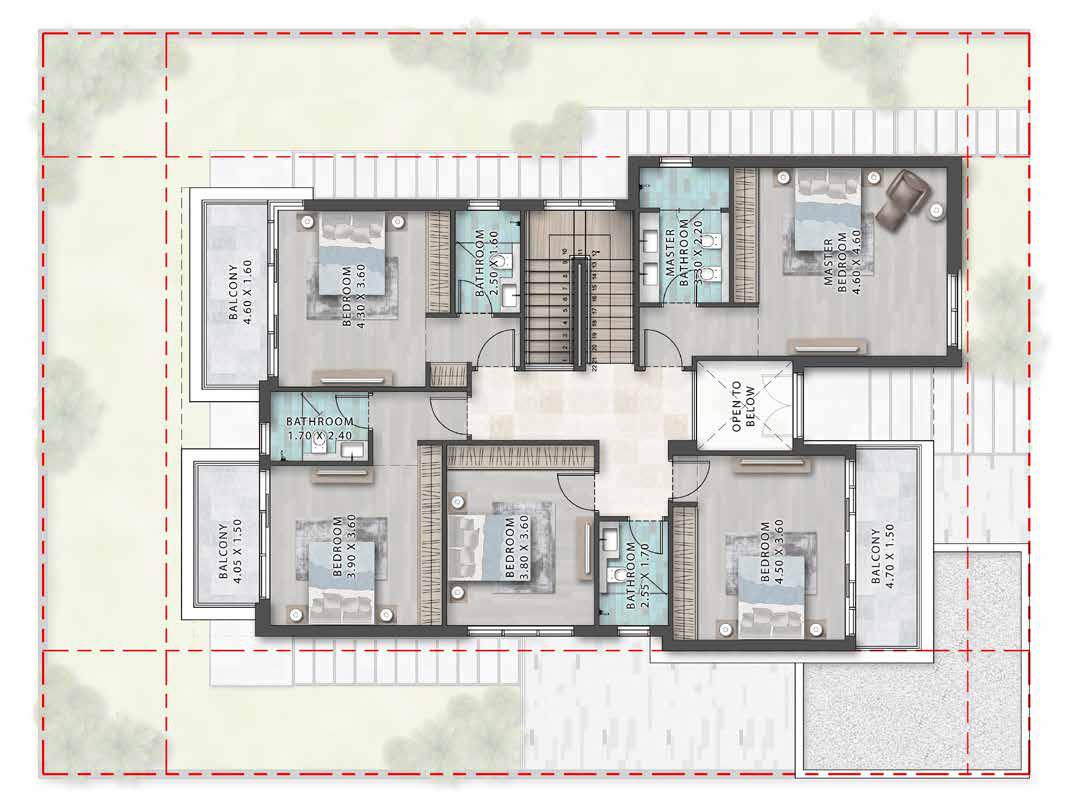 BALCONY
4.60 X 1.60
BEDROOM
4.30 X 3.60
BATHROOM
2.50 X 1.60
MASTER
BATHROOM
3.30 X 2.20
MASTER
BEDROOM
4.60 X 4.60
10
11
12
9
13
8
14
7
15
6
16
5
17
4
18
3
19
2
20
1
21
22
OPEN TO
BELOW
BATHROOM
1.70 X 2.40
BALCONY
4.05 X 1.50
BEDROOM
3.90 X 3.60
BEDROOM
3.80 X 3.60
BATHROOM
2.55 X 1.70
BEDROOM
4.50 X 3.60
BALCONY
4.70 X 1.50